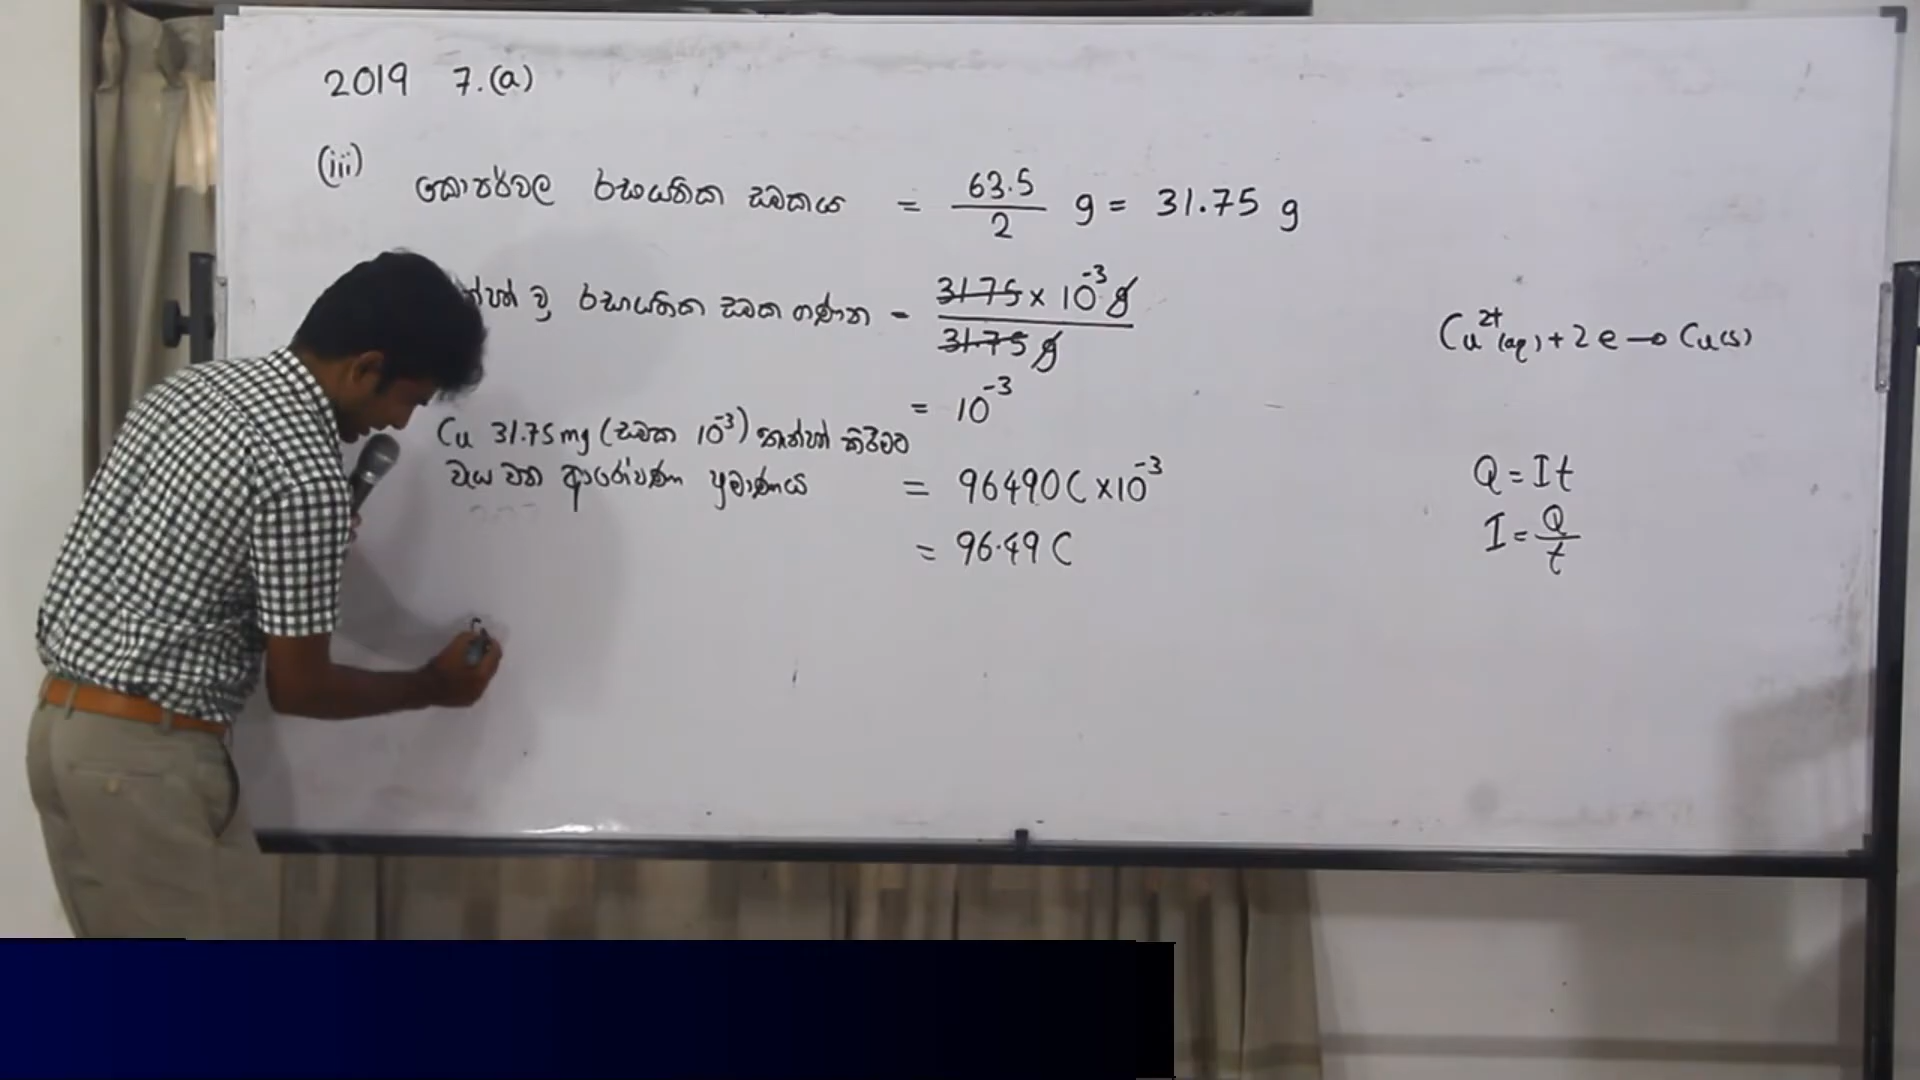 2019 7.(a)
(iii) කොපර්වල රසායනික සමකය = 63.5/2 g = 31.75 g
වූ රසායනික සමක ගණන = 31.75 x 10⁻³ g/31.75 g
= 10⁻³
Cu 31.75 mg (සමක 10⁻³) තැන්පත් කිරීමට
වැය වන ආරෝපණ ප්‍රමාණය = 96490 C x 10⁻³
= 96.49 C
Cu²⁺(aq) + 2e → Cu(s)
Q = It
I = Q/t